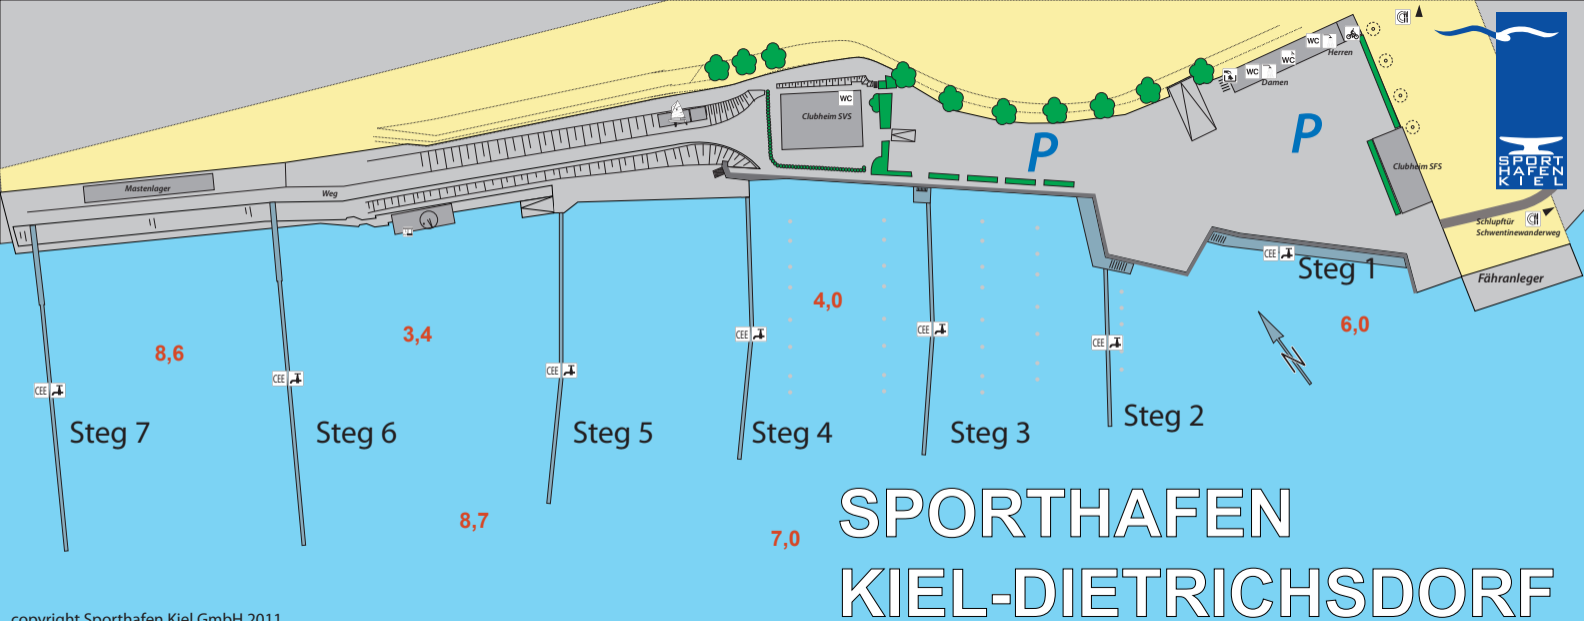 WC
Herren
WC
WC
Damen
WC
Clubheim SVS
P
P
Clubheim SFS
SPORT
HAFEN
KIEL
Mastenlager
Weg
Schlupftür
Schwentinewanderweg
CEE
Steg 1
Fähranleger
4,0
6,0
3,4
8,6
CEE
CEE
CEE
CEE
CEE
CEE
N
Steg 7
Steg 6
Steg 5
Steg 4
Steg 3
Steg 2
8,7
7,0
SPORTHAFEN
KIEL-DIETRICHSDORF
copyright Sporthafen Kiel GmbH 2011